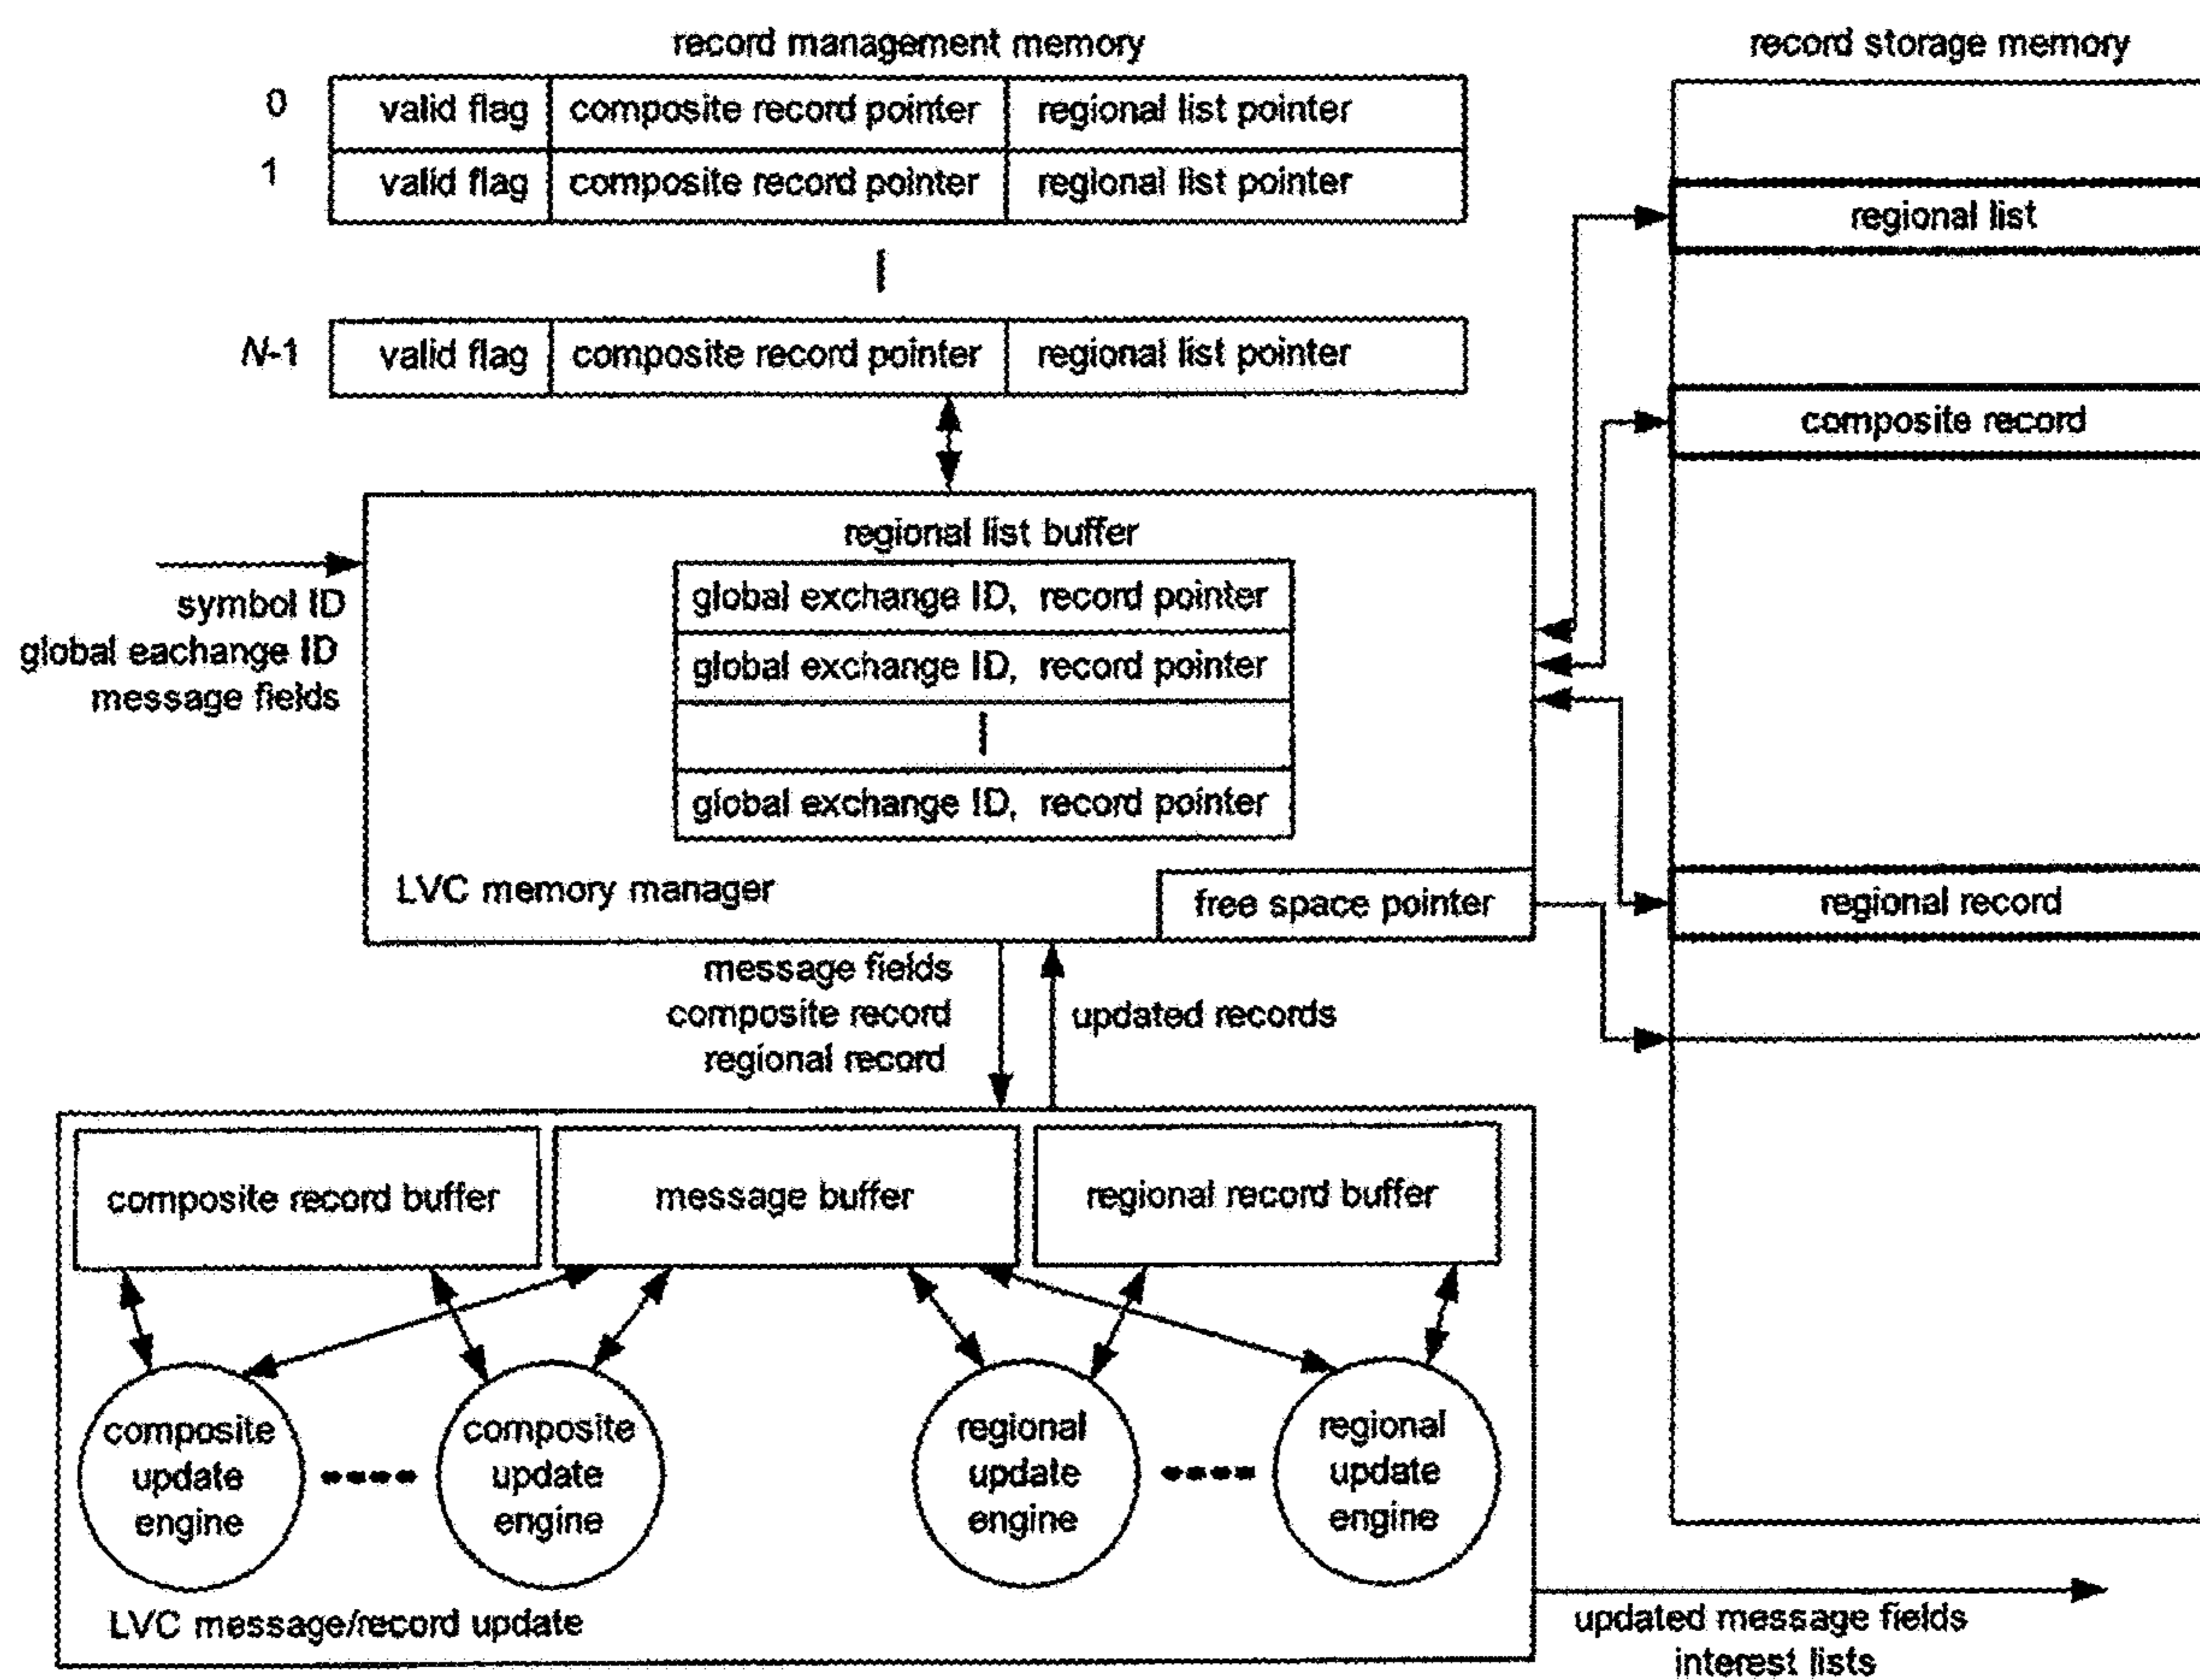 record management memory
record storage memory
0 valid flag composite record pointer regional list pointer
1 valid flag composite record pointer regional list pointer
N-1 valid flag composite record pointer regional list pointer
regional list
composite record
regional record
symbol ID
global eachange ID
message fields
regional list buffer
global exchange ID, record pointer
global exchange ID, record pointer
global exchange ID, record pointer
LVC memory manager
free space pointer
message fields
composite record
regional record
updated records
composite record buffer
message buffer
regional record buffer
composite
update
engine
composite
update
engine
regional
update
engine
regional
update
engine
LVC message/record update
updated message fields
interest lists